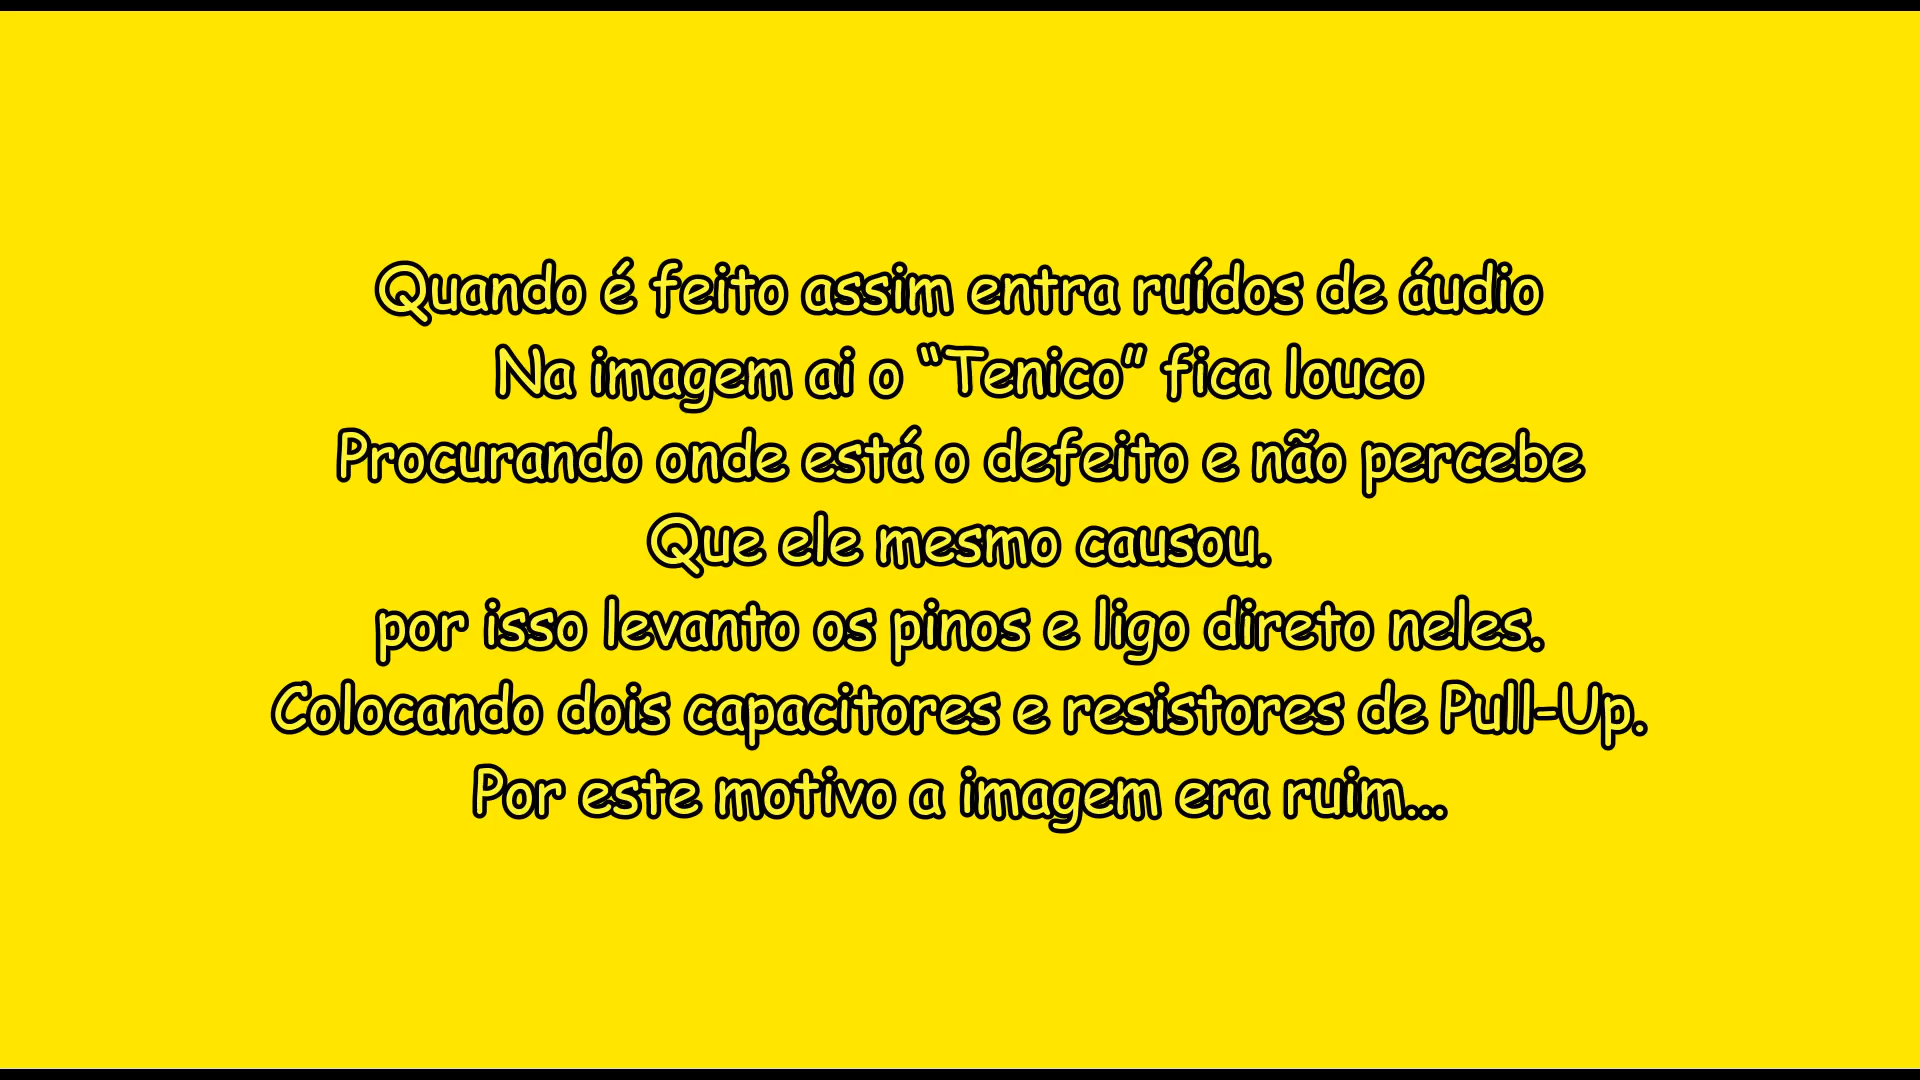 Quando é feito assim entra ruídos de áudio
Na imagem ai o “Tenico” fica louco
Procurando onde está o defeito e não percebe
Que ele mesmo causou.
por isso levanto os pinos e ligo direto neles.
Colocando dois capacitores e resistores de Pull-Up.
Por este motivo a imagem era ruim...